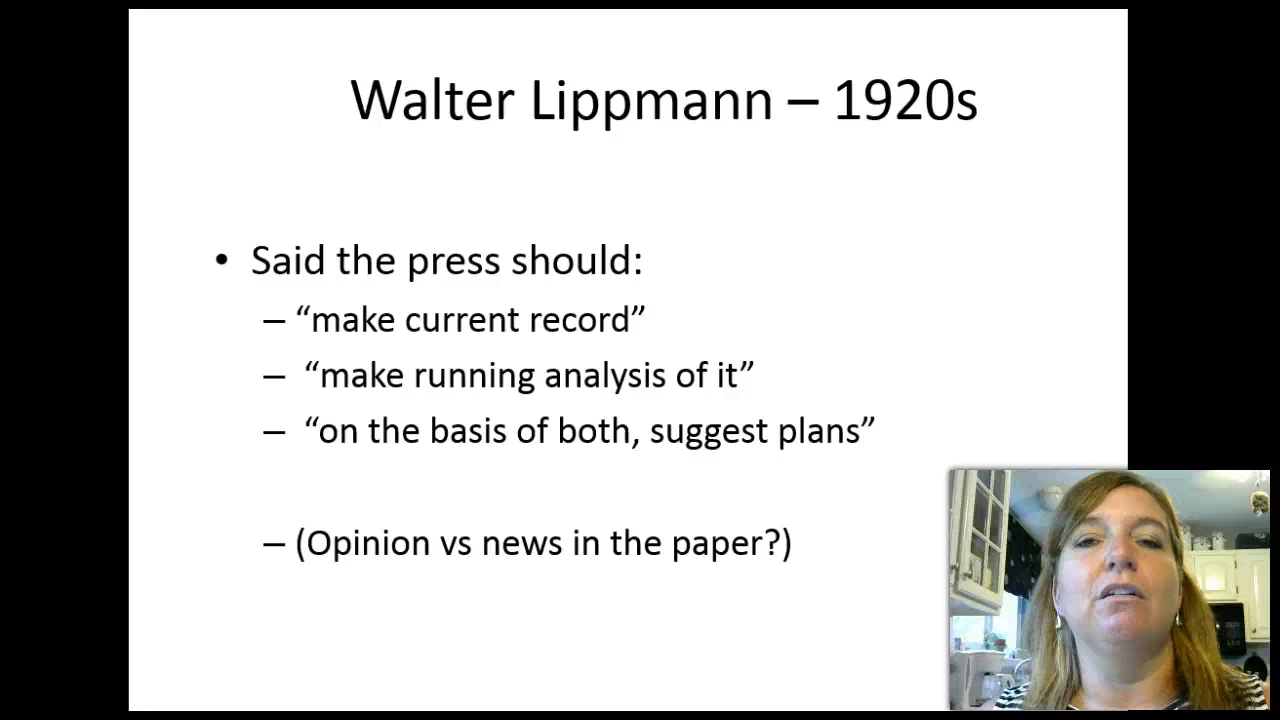 Walter Lippmann – 1920s
• Said the press should:
– “make current record”
– “make running analysis of it”
– “on the basis of both, suggest plans”
– (Opinion vs news in the paper?)